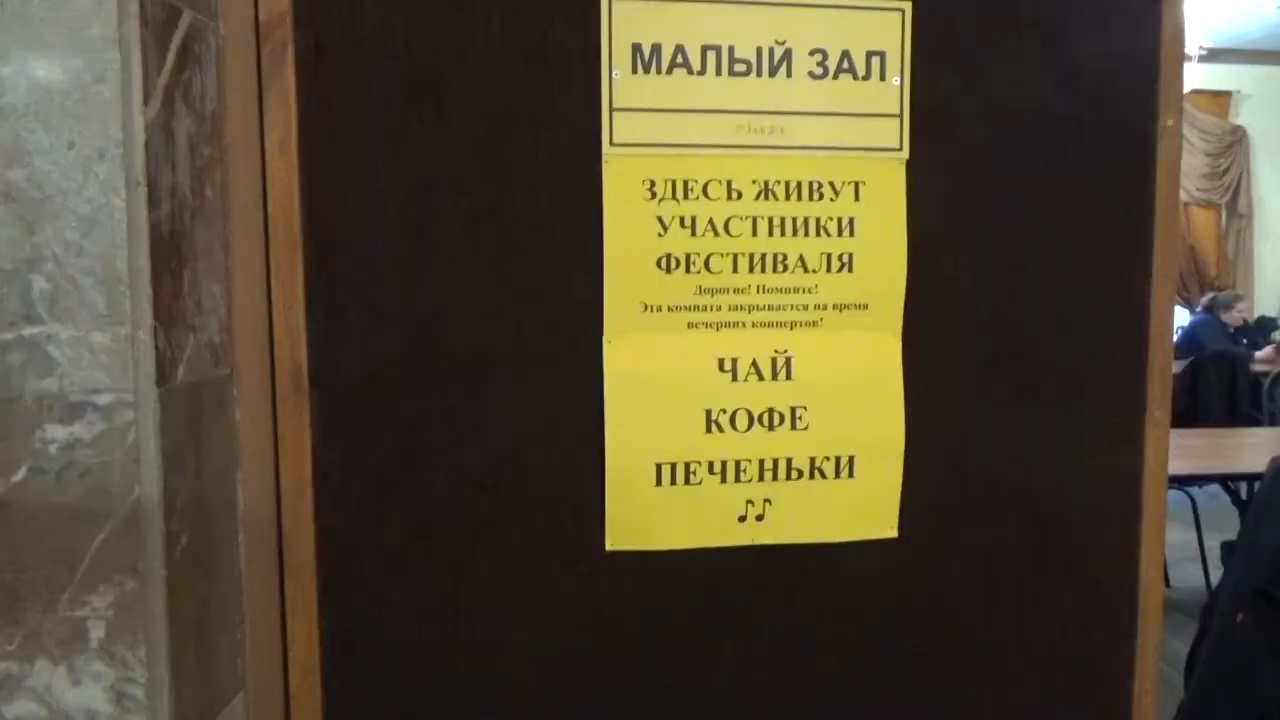 МАЛЫЙ ЗАЛ
ЗДЕСЬ ЖИВУТ
УЧАСТНИКИ
ФЕСТИВАЛЯ
Дорогие! Помните!
Эта комната закрывается на время
вечерних концертов!
ЧАЙ
КОФЕ
ПЕЧЕНЬКИ